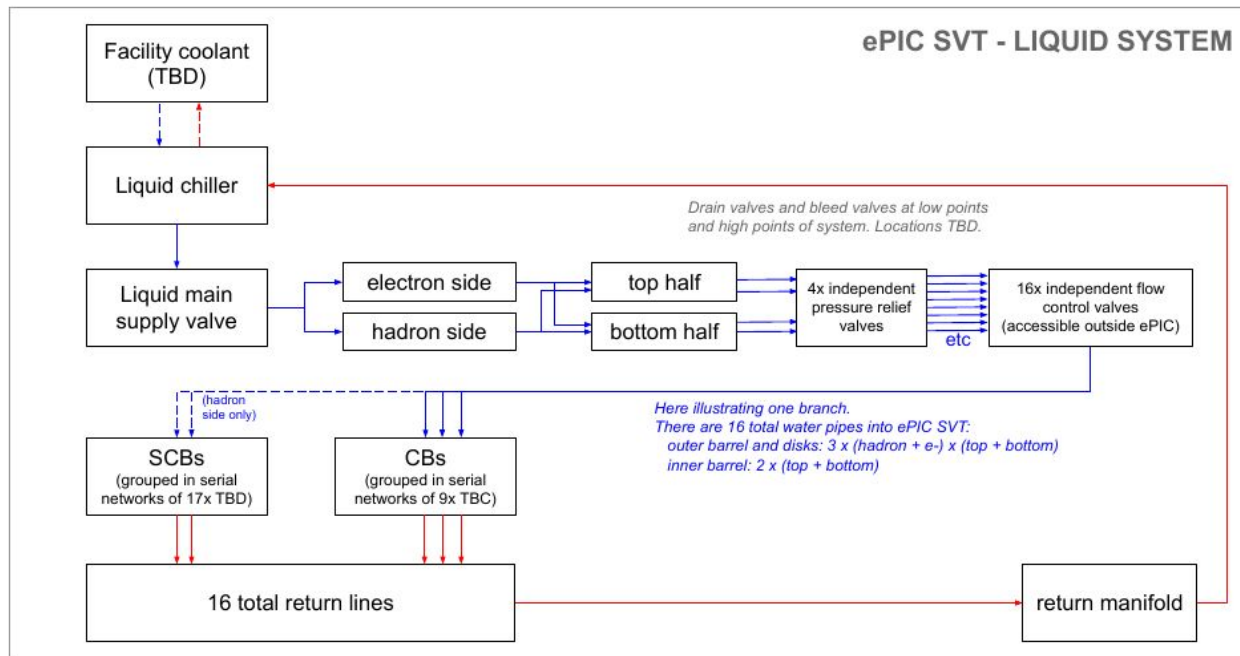 ePIC SVT - LIQUID SYSTEM
Facility coolant
(TBD)
Liquid chiller
Drain valves and bleed valves at low points
and high points of system. Locations TBD.
Liquid main
supply valve
electron side
hadron side
top half
bottom half
4x independent
pressure relief
valves
etc
16x independent flow
control valves
(accessible outside ePIC)
(hadron
side only)
Here illustrating one branch.
There are 16 total water pipes into ePIC SVT:
outer barrel and disks: 3 x (hadron + e-) x (top + bottom)
inner barrel: 2 x (top + bottom)
SCBs
(grouped in serial
networks of 17x TBD)
CBs
(grouped in serial
networks of 9x TBC)
16 total return lines
return manifold